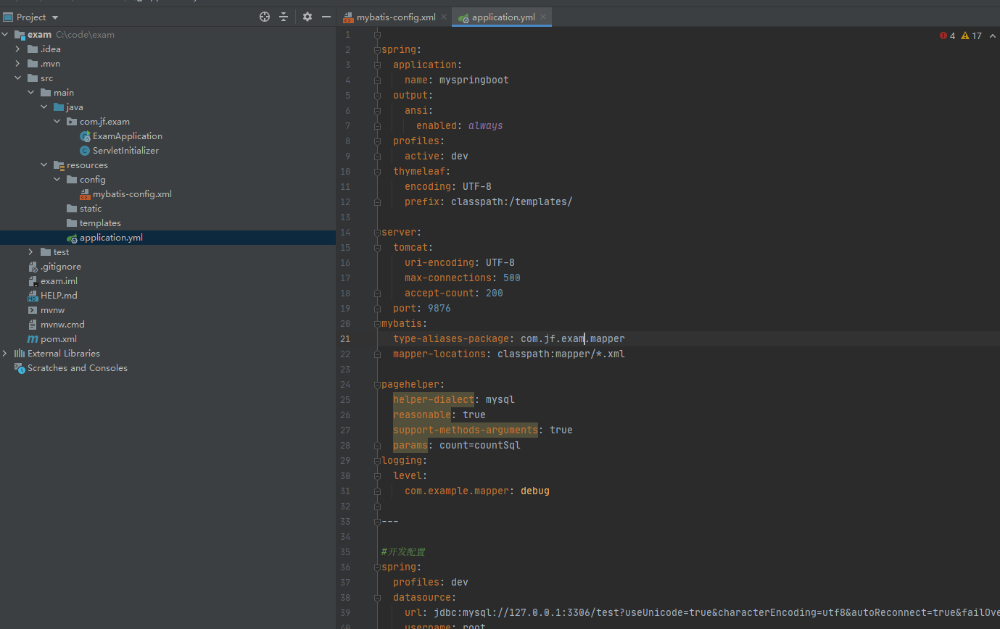 Project
exam C:\code\exam
.idea
.mvn
src
main
java
com.jf.exam
ExamApplication
ServletInitializer
resources
config
mybatis-config.xml
static
templates
application.yml
test
.gitignore
exam.iml
HELP.md
mvnw
mvnw.cmd
pom.xml
External Libraries
Scratches and Consoles
mybatis-config.xml
application.yml
4 17
1
2 spring:
3 application:
4 name: myspringboot
5 output:
6 ansi:
7 enabled: always
8 profiles:
9 active: dev
10 thymeleaf:
11 encoding: UTF-8
12 prefix: classpath:/templates/
13
14 server:
15 tomcat:
16 uri-encoding: UTF-8
17 max-connections: 500
18 accept-count: 200
19 port: 9876
20 mybatis:
21 type-aliases-package: com.jf.exam.mapper
22 mapper-locations: classpath:mapper/*.xml
23
24 pagehelper:
25 helper-dialect: mysql
26 reasonable: true
27 support-methods-arguments: true
28 params: count=countSql
29 logging:
30 level:
31 com.example.mapper: debug
32
33 ---
34
35 #开发配置
36 spring:
37 profiles: dev
38 datasource:
39 url: jdbc:mysql://127.0.0.1:3306/test?useUnicode=true&characterEncoding=utf8&autoReconnect=true&failOve
40 username: root